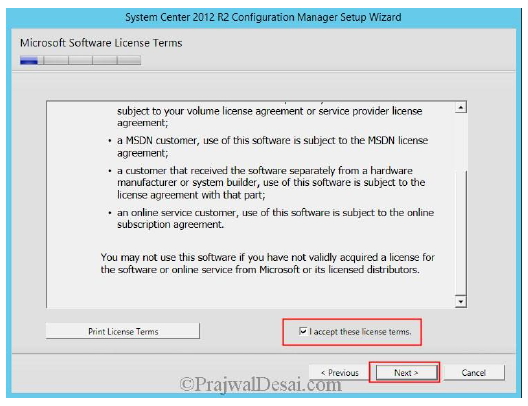 System Center 2012 R2 Configuration Manager Setup Wizard
Microsoft Software License Terms
subject to your volume license agreement or service provider license
agreement;
• a MSDN customer, use of this software is subject to the MSDN license
agreement;
• a customer that received the software separately from a hardware
manufacturer or system builder, use of this software is subject to the
license agreement with that part;
• an online service customer, use of this software is subject to the online
subscription agreement.
You may not use this software if you have not validly acquired a license for
the software or online service from Microsoft or its licensed distributors.
Print License Terms
I accept these license terms.
< Previous
Next >
Cancel
©PrajwalDesai.com